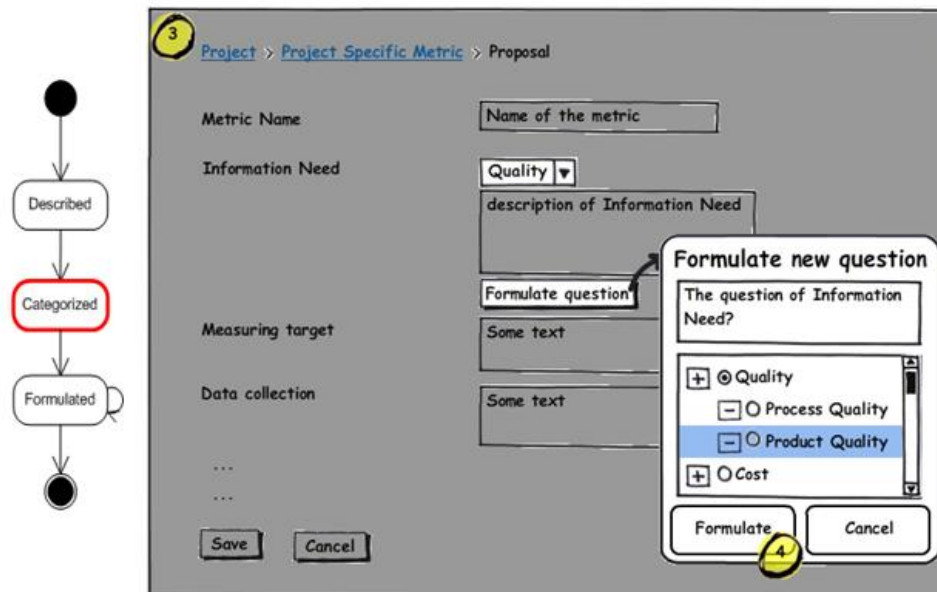 3
Project > Project Specific Metric > Proposal
Metric Name
Name of the metric
Information Need
Quality
description of Information Need
Formulate question
Measuring target
Some text
Data collection
Some text
...
...
Save
Cancel
Formulate new question
The question of Information
Need?
Quality
Process Quality
Product Quality
Cost
Formulate
Cancel
4
Described
Categorized
Formulated